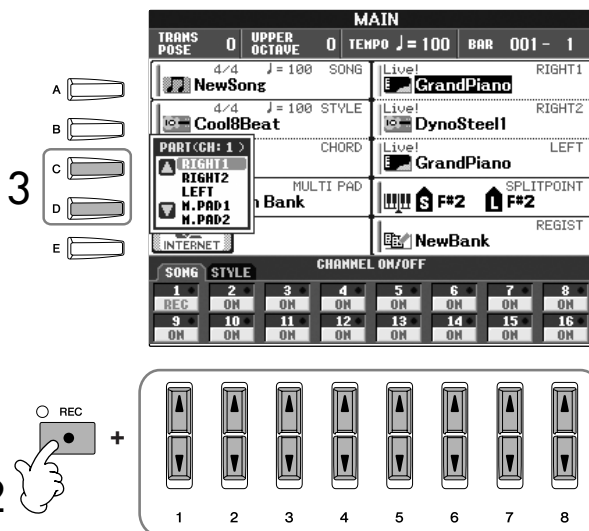 MAIN
TRANS POSE 0 UPPER OCTAVE 0 TEMPO ♩= 100 BAR 001 - 1
4/4 ♩= 100 SONG
NewSong
Live! RIGHT1
GrandPiano
4/4 ♩= 100 STYLE
Cool8Beat
Live! RIGHT2
DynoSteel1
PART(CH: 1 )
RIGHT1
RIGHT2
LEFT
M.PAD1
M.PAD2
CHORD
Live! LEFT
GrandPiano
MULTI PAD
Bank
SPLITPOINT
S F#2 L F#2
INTERNET
REGIST
NewBank
SONG STYLE CHANNEL ON/OFF
1 2 3 4 5 6 7 8
REC ON ON ON ON ON ON ON
9 10 11 12 13 14 15 16
ON ON ON ON ON ON ON ON
A
B
C
D
E
3
REC
+
2
1 2 3 4 5 6 7 8